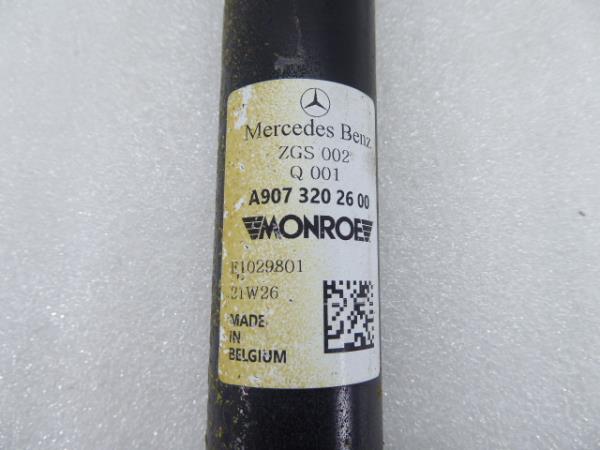 Mercedes Benz
ZGS 002
Q 001
A907 320 26 00
MONROE
F1029801
21W26
MADE
IN
BELGIUM